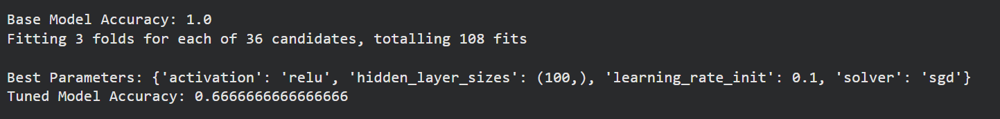 Base Model Accuracy: 1.0
Fitting 3 folds for each of 36 candidates, totalling 108 fits
Best Parameters: {'activation': 'relu', 'hidden_layer_sizes': (100,), 'learning_rate_init': 0.1, 'solver': 'sgd'}
Tuned Model Accuracy: 0.6666666666666666